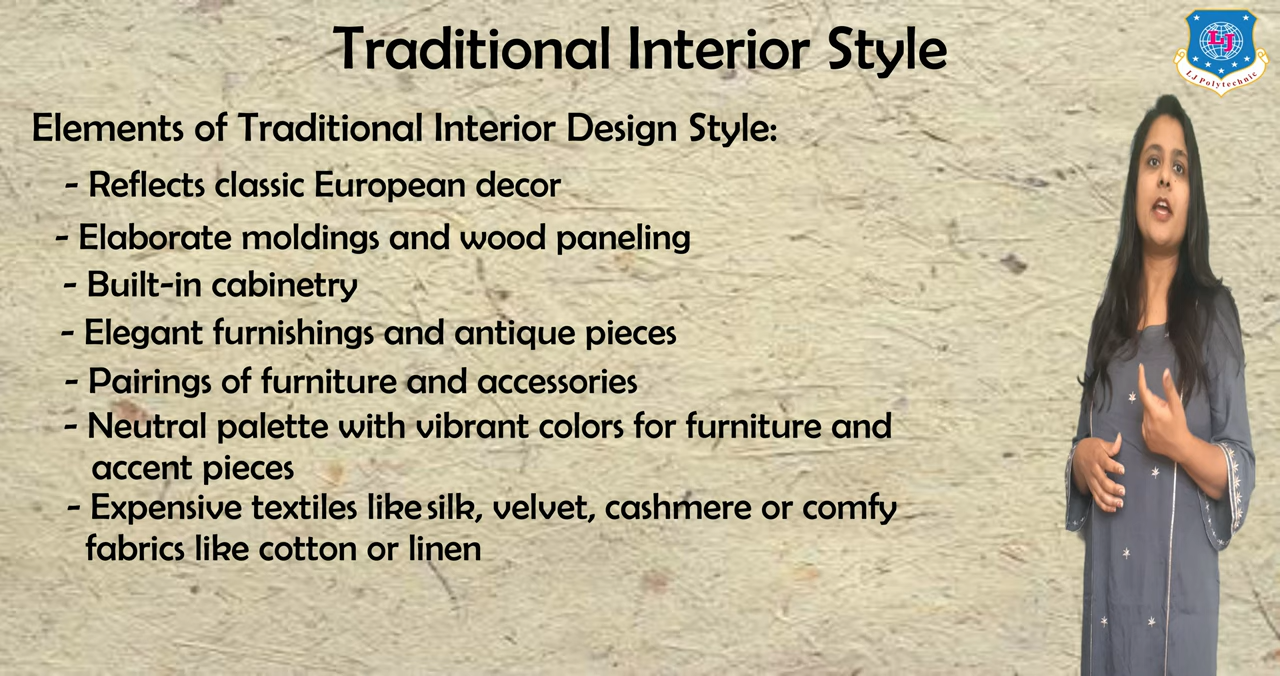 Traditional Interior Style
LJ
LJ Polytechnic
Elements of Traditional Interior Design Style:
- Reflects classic European decor
- Elaborate moldings and wood paneling
- Built-in cabinetry
- Elegant furnishings and antique pieces
- Pairings of furniture and accessories
- Neutral palette with vibrant colors for furniture and
accent pieces
- Expensive textiles like silk, velvet, cashmere or comfy
fabrics like cotton or linen